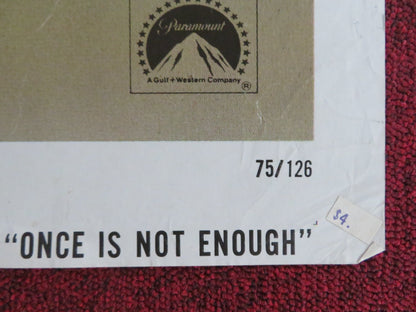 Paramount
A Gulf + Western Company
®
75/126
$4.
"ONCE IS NOT ENOUGH"